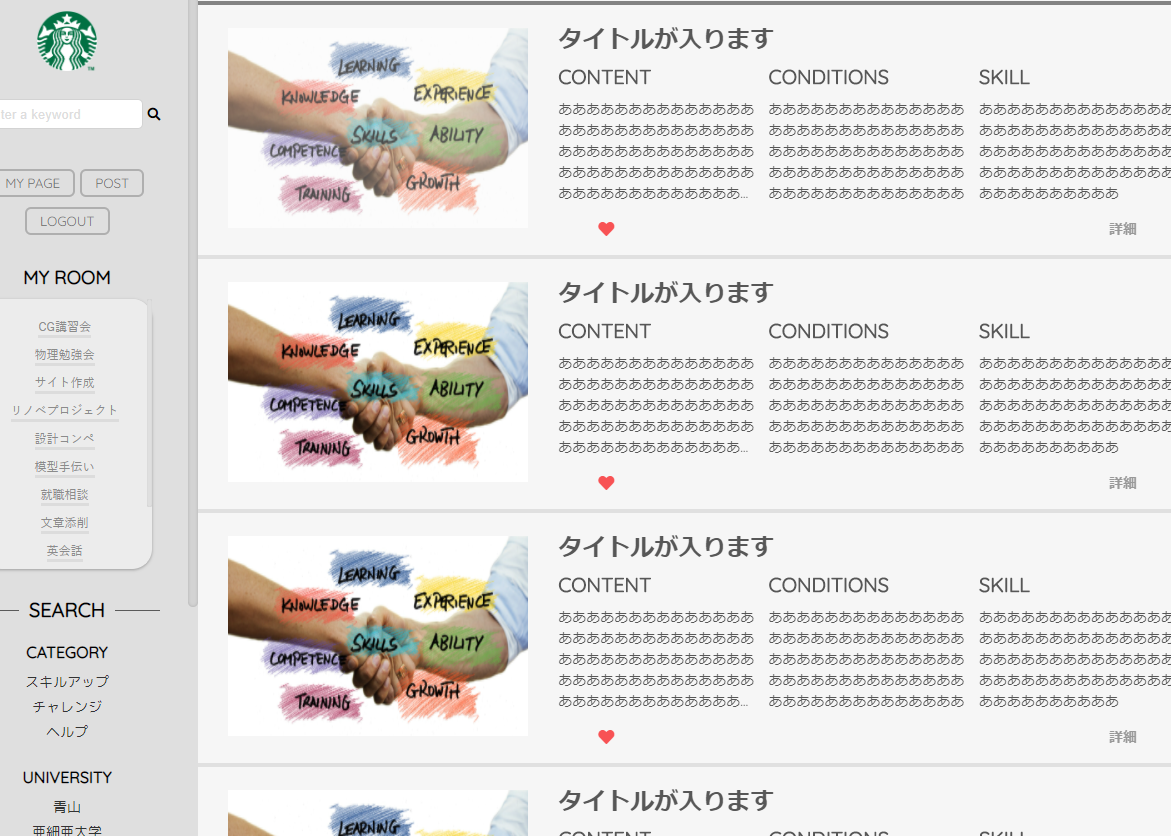 ter a keyword
MY PAGE
POST
LOGOUT
MY ROOM
CG講習会
物理勉強会
サイト作成
リノベプロジェクト
設計コンペ
模型手伝い
就職相談
文章添削
英会話
SEARCH
CATEGORY
スキルアップ
チャレンジ
ヘルプ
UNIVERSITY
青山
亜細亜大学
LEARNING
KNOWLEDGE
EXPERIENCE
SKILLS
ABILITY
COMPETENCE
TRAINING
GROWTH
タイトルが入ります
CONTENT
ああああああああああああああ
ああああああああああああああ
ああああああああああああああ
ああああああああああああああ
あああああああああああああ...
CONDITIONS
ああああああああああああああ
ああああああああああああああ
ああああああああああああああ
ああああああああああああああ
ああああああああああああああ
SKILL
ああああああああああああああ
ああああああああああああああ
ああああああああああああああ
ああああああああああああああ
ああああああああああ
詳細
LEARNING
KNOWLEDGE
EXPERIENCE
SKILLS
ABILITY
COMPETENCE
TRAINING
GROWTH
タイトルが入ります
CONTENT
ああああああああああああああ
ああああああああああああああ
ああああああああああああああ
ああああああああああああああ
あああああああああああああ...
CONDITIONS
ああああああああああああああ
ああああああああああああああ
ああああああああああああああ
ああああああああああああああ
ああああああああああああああ
SKILL
ああああああああああああああ
ああああああああああああああ
ああああああああああああああ
ああああああああああああああ
ああああああああああ
詳細
LEARNING
KNOWLEDGE
EXPERIENCE
SKILLS
ABILITY
COMPETENCE
TRAINING
GROWTH
タイトルが入ります
CONTENT
ああああああああああああああ
ああああああああああああああ
ああああああああああああああ
ああああああああああああああ
あああああああああああああ...
CONDITIONS
ああああああああああああああ
ああああああああああああああ
ああああああああああああああ
ああああああああああああああ
ああああああああああああああ
SKILL
ああああああああああああああ
ああああああああああああああ
ああああああああああああああ
ああああああああああああああ
ああああああああああ
詳細
LEARNING
タイトルが入ります
CONTENT
CONDITIONS
SKILL